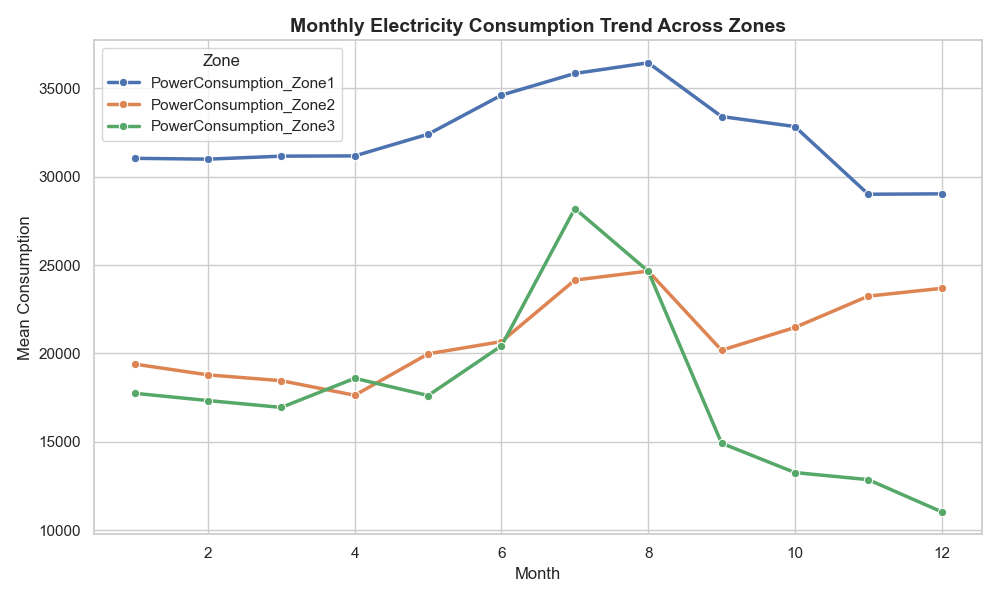 Monthly Electricity Consumption Trend Across Zones
Zone
PowerConsumption_Zone1
PowerConsumption_Zone2
PowerConsumption_Zone3
Mean Consumption
35000
30000
25000
20000
15000
10000
2 4 6 8 10 12
Month